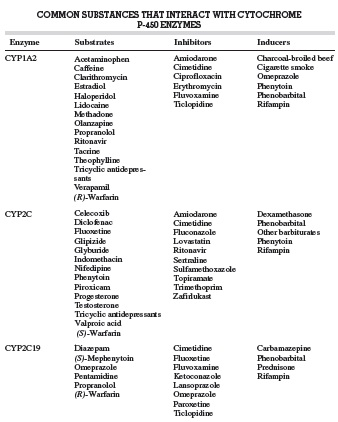 COMMON SUBSTANCES THAT INTERACT WITH CYTOCHROME
P-450 ENZYMES
Enzyme Substrates Inhibitors Inducers
CYP1A2 Acetaminophen Amiodarone Charcoal-broiled beef
Caffeine Cimetidine Cigarette smoke
Clarithromycin Ciprofloxacin Omeprazole
Estradiol Erythromycin Phenytoin
Haloperidol Fluvoxamine Phenobarbital
Lidocaine Ticlopidine Rifampin
Methadone
Olanzapine
Propranolol
Ritonavir
Tacrine
Theophylline
Tricyclic antidepres-
sants
Verapamil
(R)-Warfarin
CYP2C Celecoxib Amiodarone Dexamethasone
Diclofenac Cimetidine Phenobarbital
Fluoxetine Fluconazole Other barbiturates
Glipizide Lovastatin Phenytoin
Glyburide Ritonavir Rifampin
Indomethacin Sertraline
Nifedipine Sulfamethoxazole
Phenytoin Topiramate
Piroxicam Trimethoprim
Progesterone Zafirlukast
Testosterone
Tricyclic antidepressants
Valproic acid
(S)-Warfarin
CYP2C19 Diazepam Cimetidine Carbamazepine
(S)-Mephenytoin Fluoxetine Phenobarbital
Omeprazole Fluvoxamine Prednisone
Pentamidine Ketoconazole Rifampin
Propranolol Lansoprazole
(R)-Warfarin Omeprazole
Paroxetine
Ticlopidine